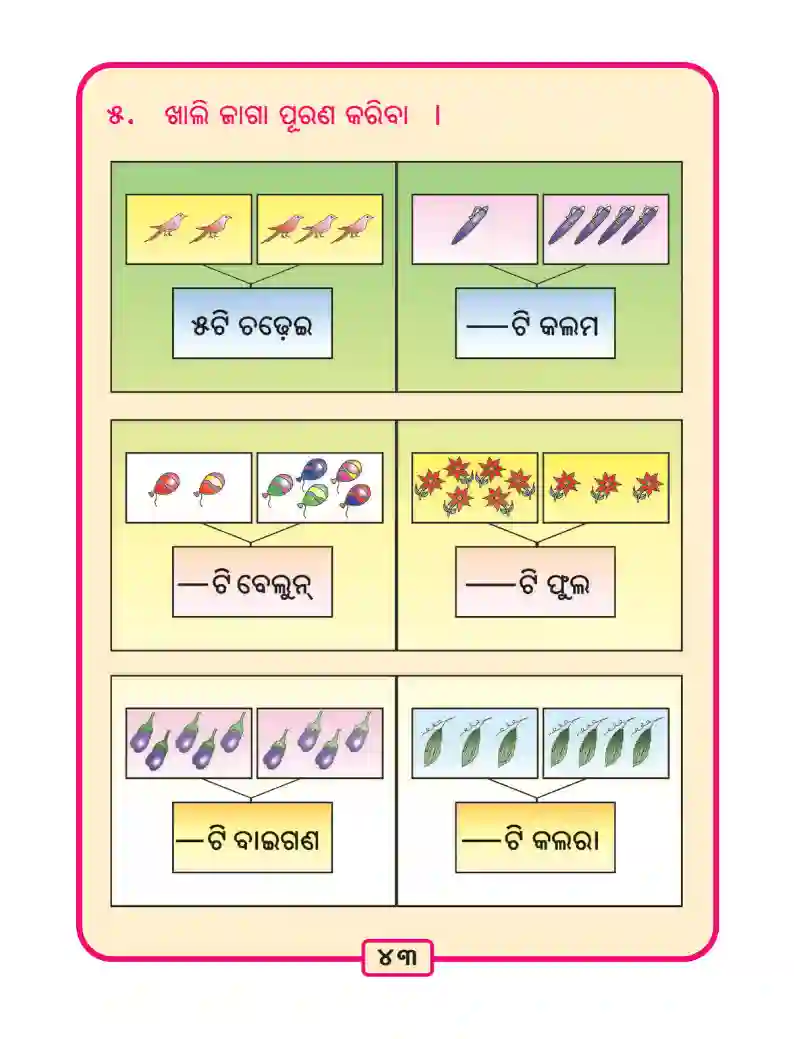 ୫. ଖାଲି ଜାଗା ପୂରଣ କରିବା ।
୫ଟି ଚଢ଼େଇ
—ଟି କଲମ
—ଟି ବେଲୁନ୍
—ଟି ଫୁଲ
—ଟି ବାଇଗଣ
—ଟି କଲରା
୪୩